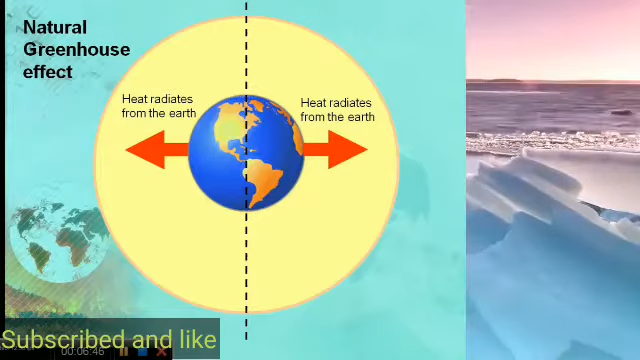 Natural
Greenhouse
effect
Heat radiates
from the earth
Heat radiates
from the earth
Subscribed and like
00:06:46